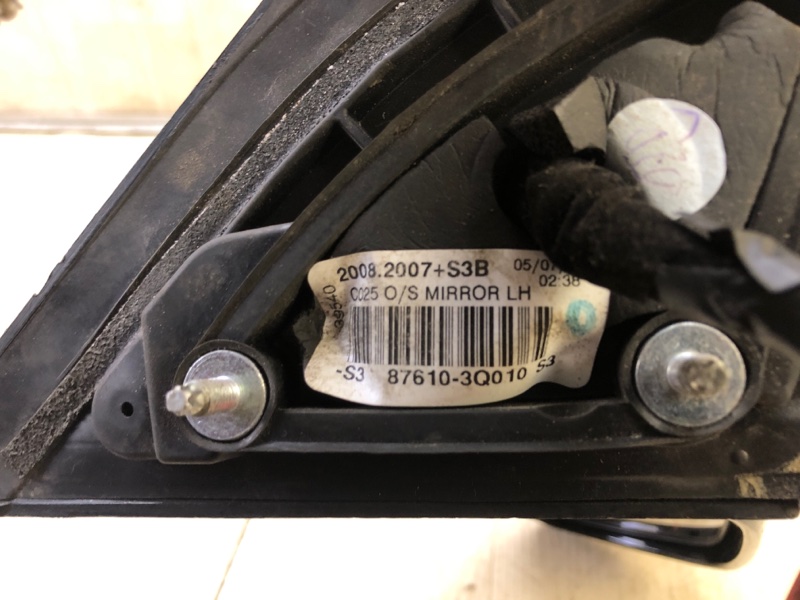 2008.2007+S3B 05/07
C025 O/S MIRROR LH 02:38
~S3 87610-3Q010 S3